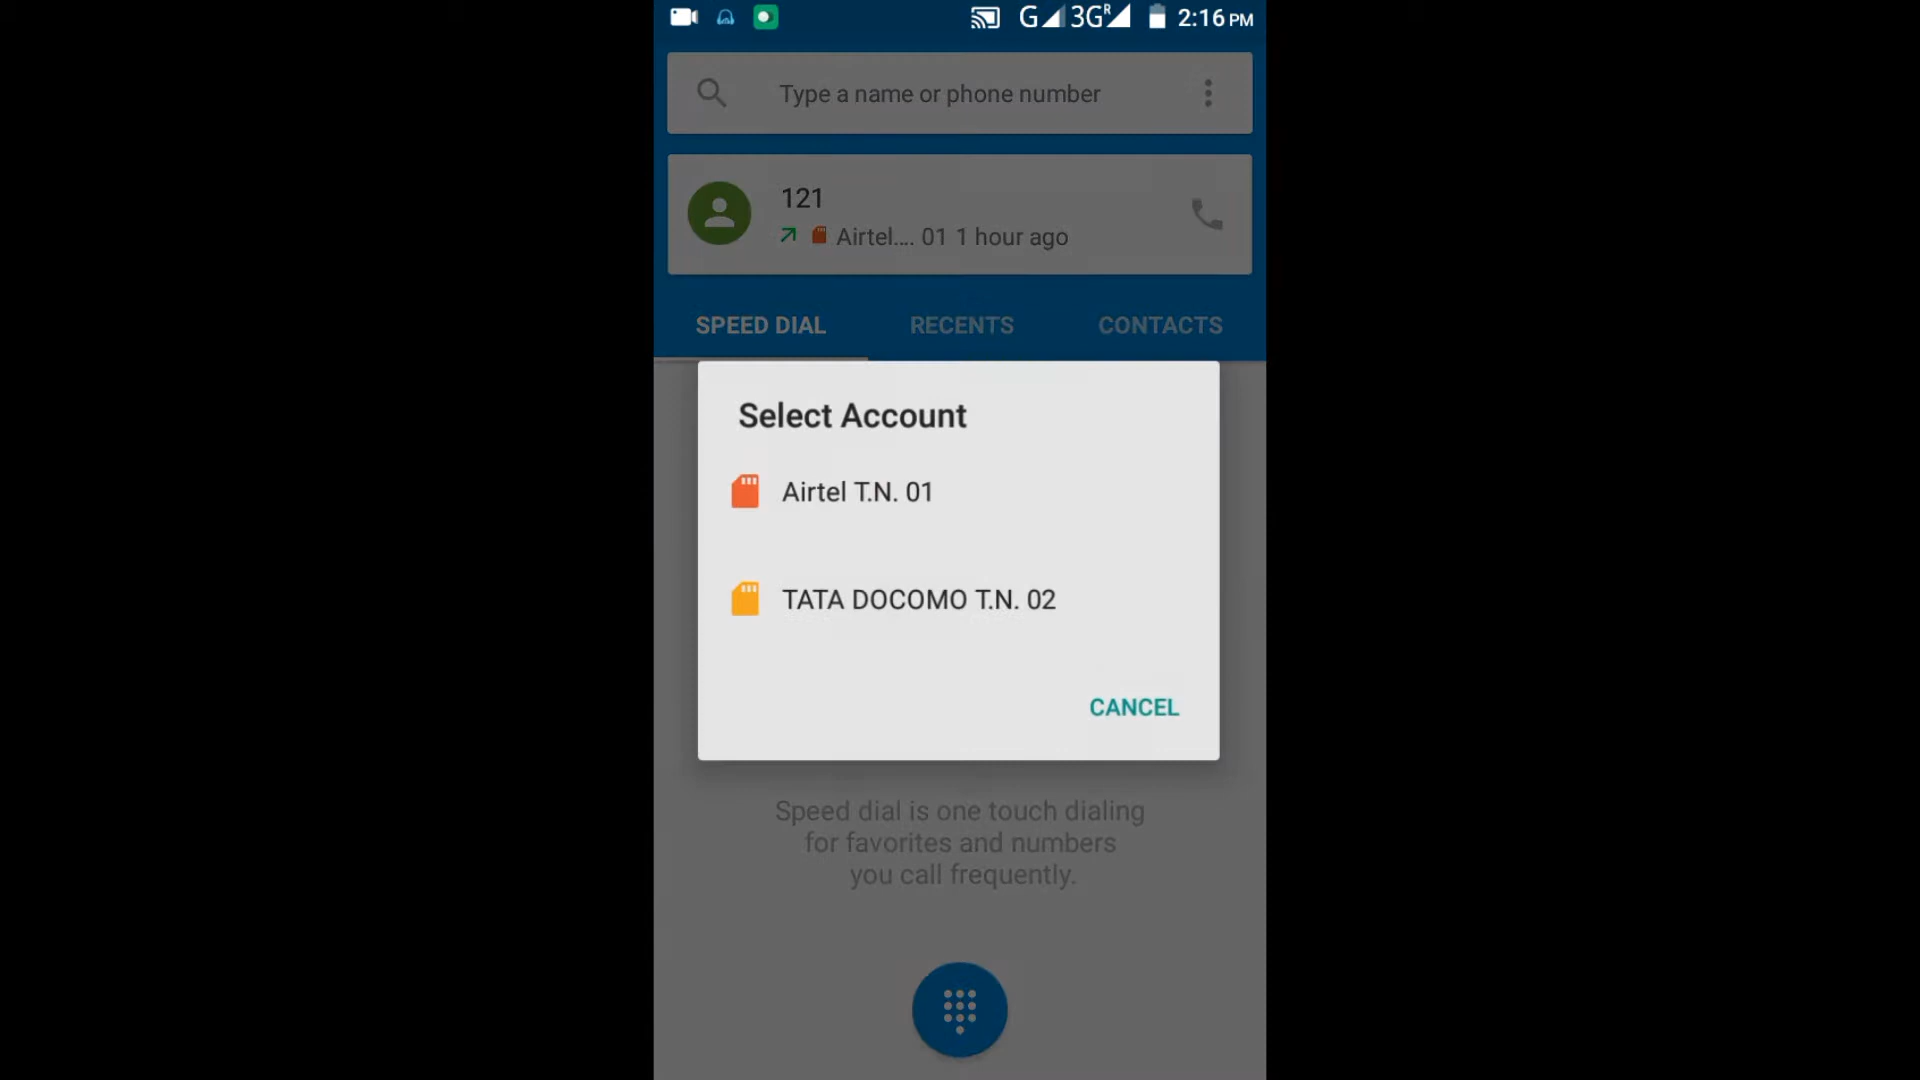 G 3G R 2:16 PM
Type a name or phone number
121
Airtel.... 01 1 hour ago
SPEED DIAL RECENTS CONTACTS
Select Account
Airtel T.N. 01
TATA DOCOMO T.N. 02
CANCEL
Speed dial is one touch dialing
for favorites and numbers
you call frequently.